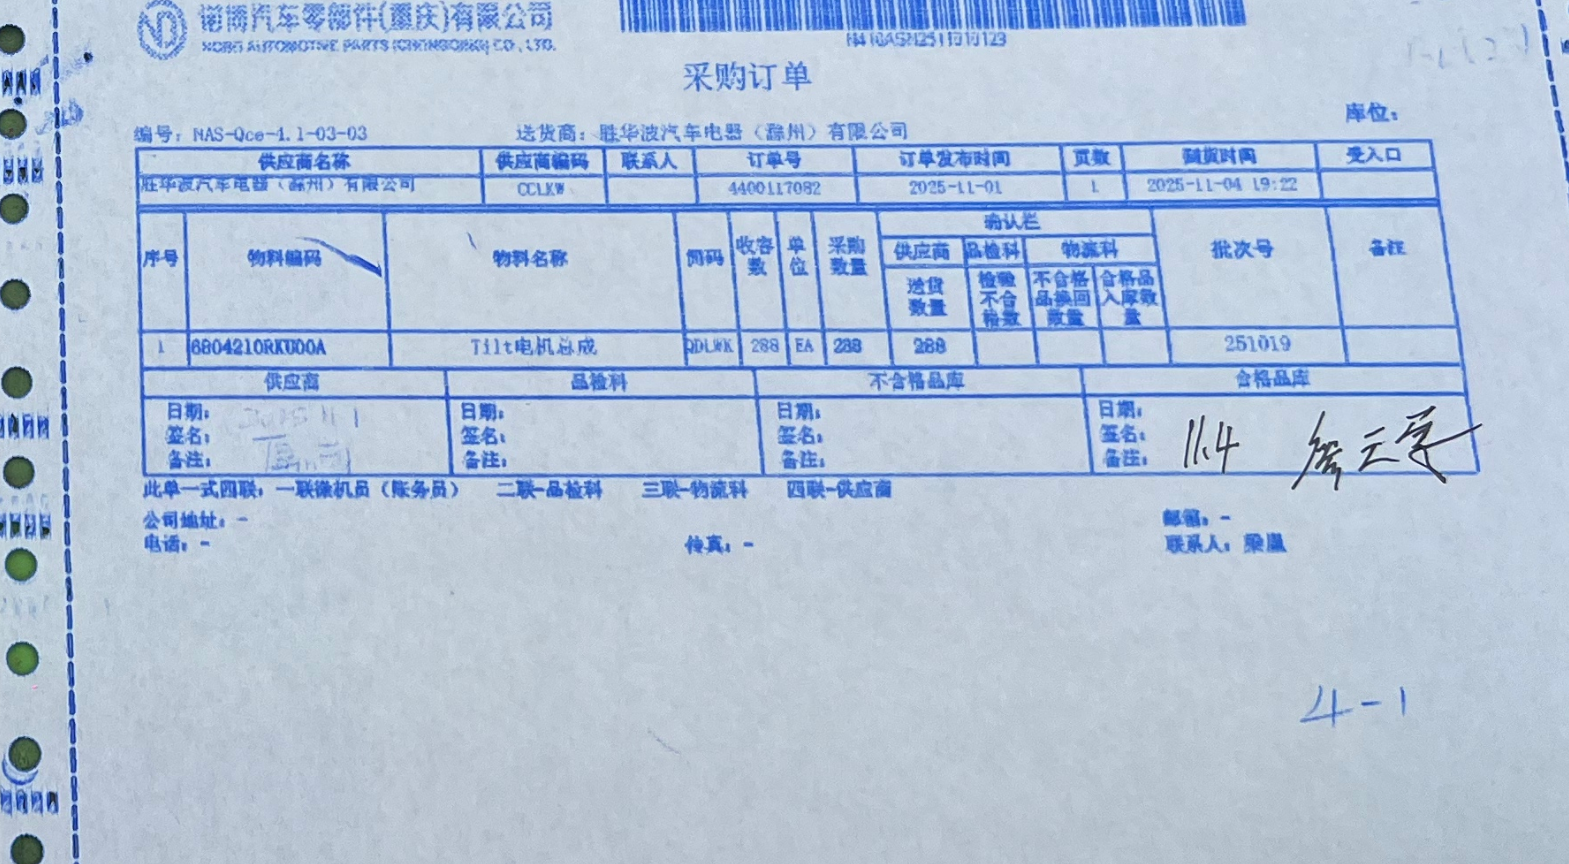 诺博汽车零部件(重庆)有限公司
NOBO AUTOMOTIVE PARTS (CHONGQING) CO., LTD.
采购订单
库位:
编号: NAS-Qce-4.1-03-03 送货商: 胜华波汽车电器（滁州）有限公司
供应商名称 供应商编码 联系人 订单号 订单发布时间 页数 到货时间 受入口
胜华波汽车电器（滁州）有限公司 CCLKW 4400117082 2025-11-01 1 2025-11-04 19:22
序号 物料编码 物料名称 简码 收容数 单位 采购数量 确认栏 批次号 备注
供应商 品检科 物流科
送货数量 检验不合格数 不合格品换回数量 合格品入库数量
1 6804210RKU00A Tilt电机总成 QDLWK 288 EA 288 288 251019
供应商 品检科 不合格品库 合格品库
日期: 日期: 日期: 日期:
签名: 签名: 签名: 签名:
备注: 备注: 备注: 备注: 11.4
此单一式四联: 一联微机员（账务员） 二联-品检科 三联-物流科 四联-供应商
公司地址: - 邮箱: -
电话: - 传真: - 联系人:
4-1